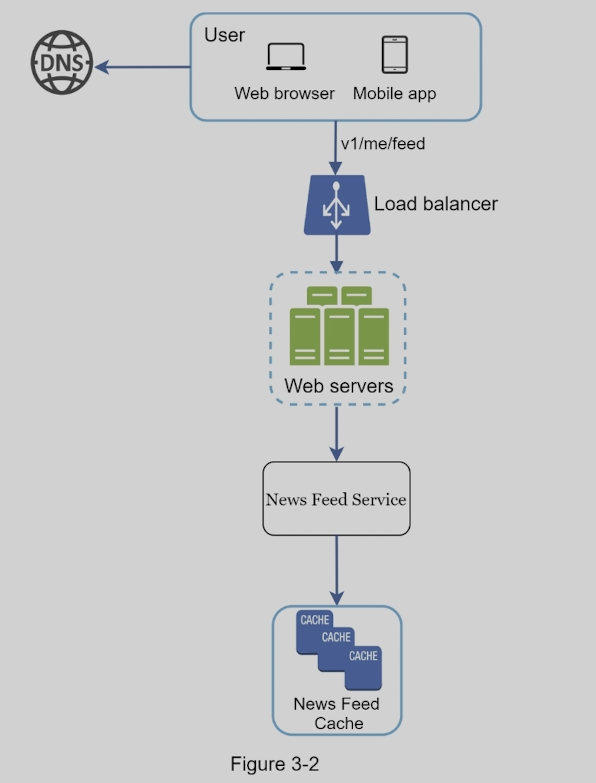 User
DNS
Web browser
Mobile app
v1/me/feed
Load balancer
Web servers
News Feed Service
CACHE
CACHE
CACHE
News Feed
Cache
Figure 3-2